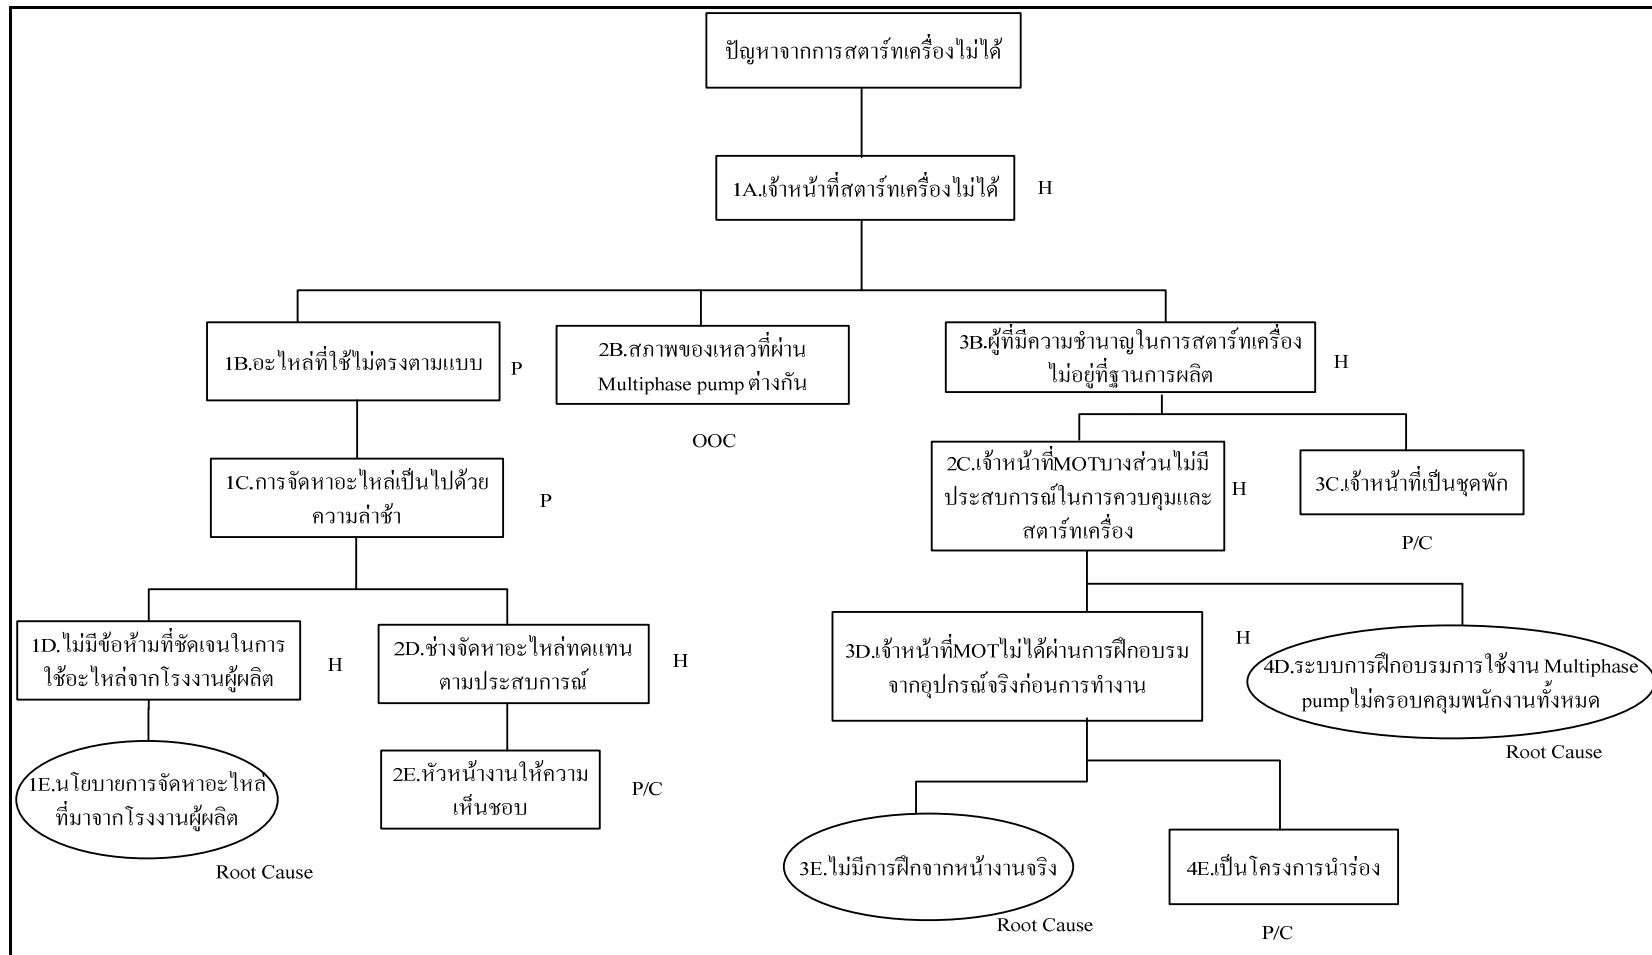 ปัญหาจากการสตาร์ทเครื่องไม่ได้
1A.เจ้าหน้าที่สตาร์ทเครื่องไม่ได้
H
1B.อะไหล่ที่ใช้ไม่ตรงตามแบบ
P
2B.สภาพของเหลวที่ผ่าน
Multiphase pump ต่างกัน
OOC
3B.ผู้ที่มีความชำนาญในการสตาร์ทเครื่อง
ไม่อยู่ที่ฐานการผลิต
H
1C.การจัดหาอะไหล่เป็นไปด้วย
ความล่าช้า
P
2C.เจ้าหน้าที่MOTบางส่วนไม่มี
ประสบการณ์ในการควบคุมและ
สตาร์ทเครื่อง
H
3C.เจ้าหน้าที่เป็นชุดพัก
P/C
1D.ไม่มีข้อห้ามที่ชัดเจนในการ
ใช้อะไหล่จากโรงงานผู้ผลิต
H
2D.ช่างจัดหาอะไหล่ทดแทน
ตามประสบการณ์
H
3D.เจ้าหน้าที่MOTไม่ได้ผ่านการฝึกอบรม
จากอุปกรณ์จริงก่อนการทำงาน
H
4D.ระบบการฝึกอบรมการใช้งาน Multiphase
pumpไม่ครอบคลุมพนักงานทั้งหมด
Root Cause
1E.นโยบายการจัดหาอะไหล่
ที่มาจากโรงงานผู้ผลิต
Root Cause
2E.หัวหน้างานให้ความ
เห็นชอบ
P/C
3E.ไม่มีการฝึกจากหน้างานจริง
Root Cause
4E.เป็นโครงการนำร่อง
P/C